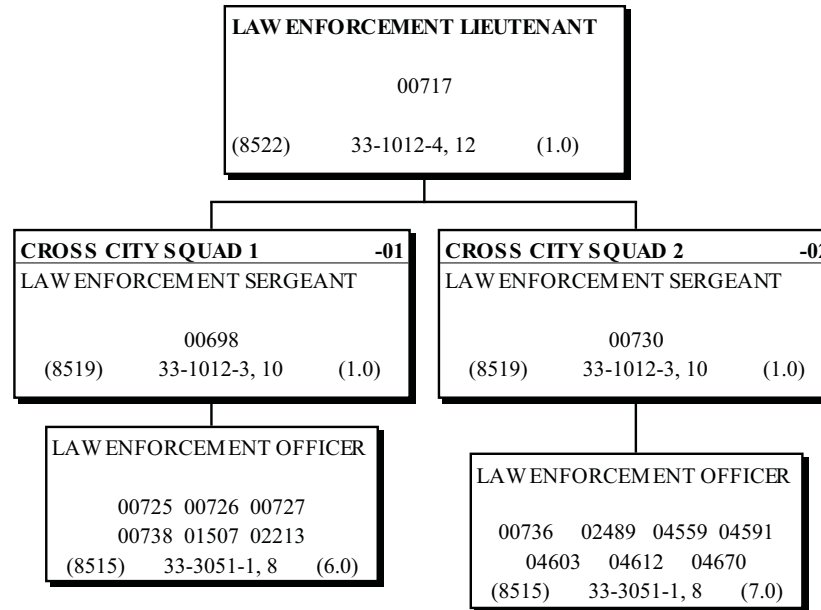 LAW ENFORCEMENT LIEUTENANT
00717
(8522) 33-1012-4, 12 (1.0)
CROSS CITY SQUAD 1 -01
LAW ENFORCEMENT SERGEANT
00698
(8519) 33-1012-3, 10 (1.0)
CROSS CITY SQUAD 2 -02
LAW ENFORCEMENT SERGEANT
00730
(8519) 33-1012-3, 10 (1.0)
LAW ENFORCEMENT OFFICER
00725 00726 00727
00738 01507 02213
(8515) 33-3051-1, 8 (6.0)
LAW ENFORCEMENT OFFICER
00736 02489 04559 04591
04603 04612 04670
(8515) 33-3051-1, 8 (7.0)